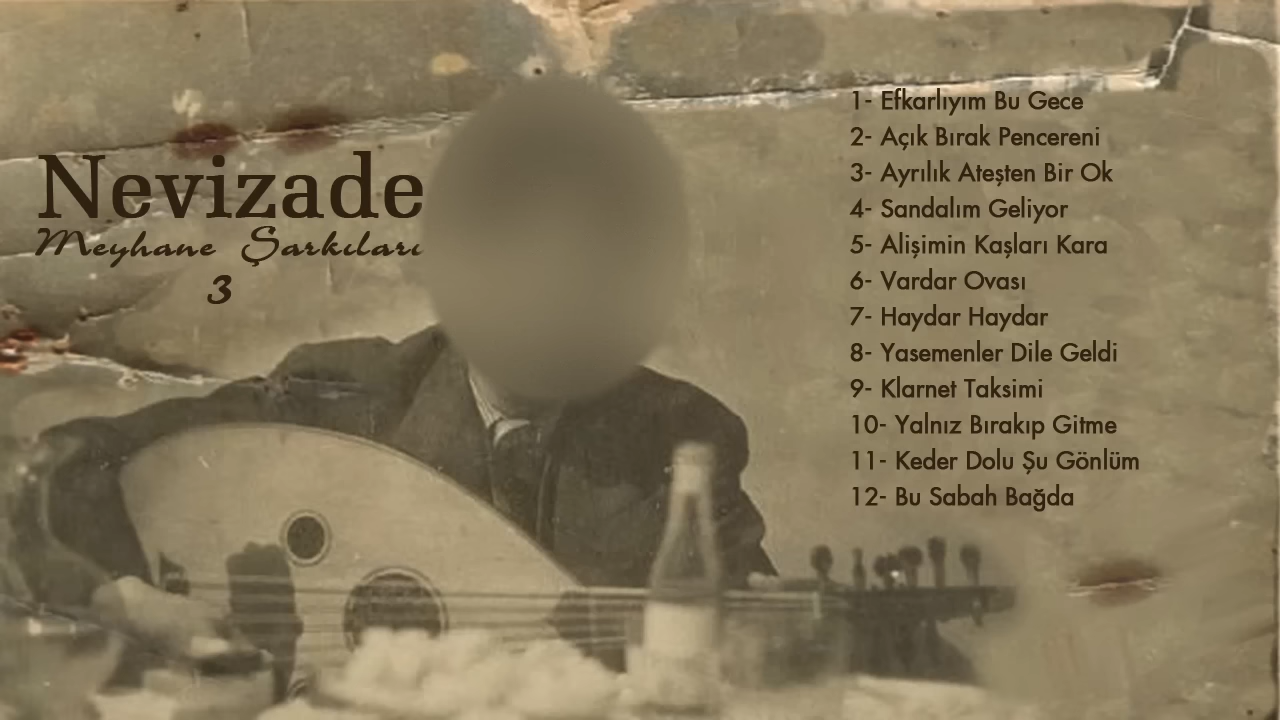 Nevizade
Meyhane Şarkıları
3
1- Efkarlıyım Bu Gece
2- Açık Bırak Pencereni
3- Ayrılık Ateşten Bir Ok
4- Sandalım Geliyor
5- Alişimin Kaşları Kara
6- Vardar Ovası
7- Haydar Haydar
8- Yasemenler Dile Geldi
9- Klarnet Taksimi
10- Yalnız Bırakıp Gitme
11- Keder Dolu Şu Gönlüm
12- Bu Sabah Bağda